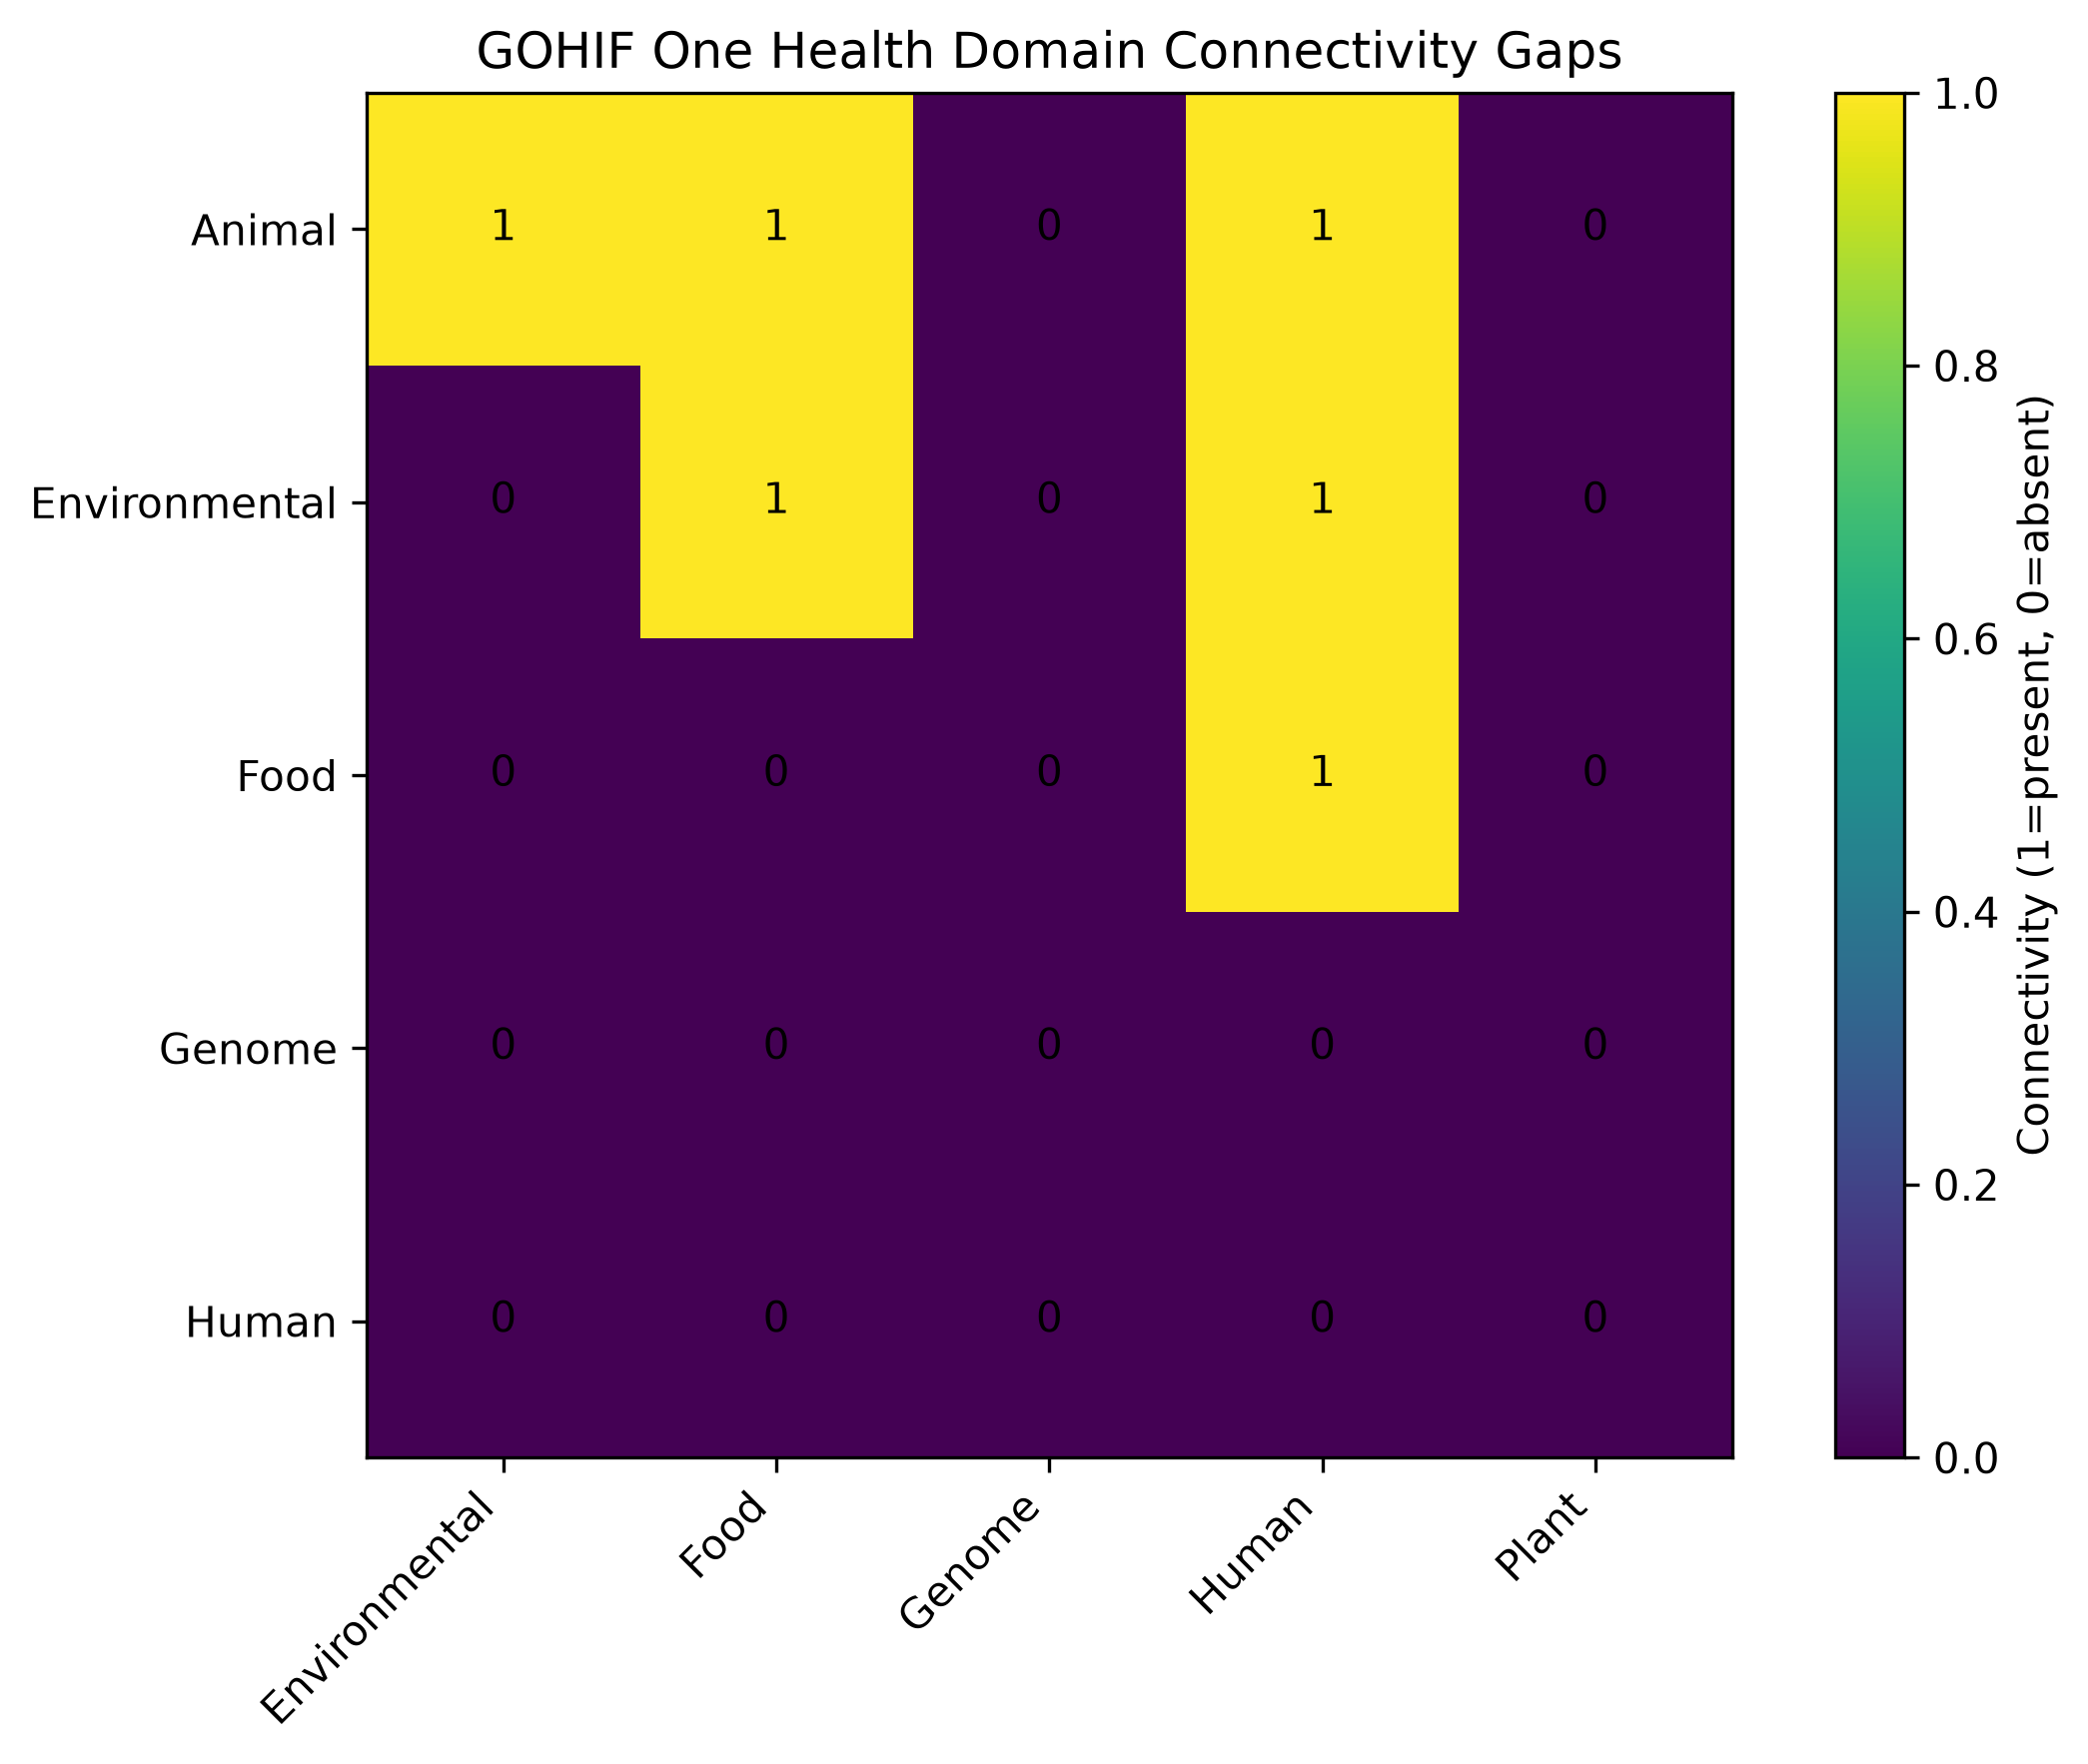 GOHIF One Health Domain Connectivity Gaps
Animal 1 1 0 1 0
Environmental 0 1 0 1 0
Food 0 0 0 1 0
Genome 0 0 0 0 0
Human 0 0 0 0 0
Environmental Food Genome Human Plant
1.0
0.8
0.6
0.4
0.2
0.0
Connectivity (1=present, 0=absent)